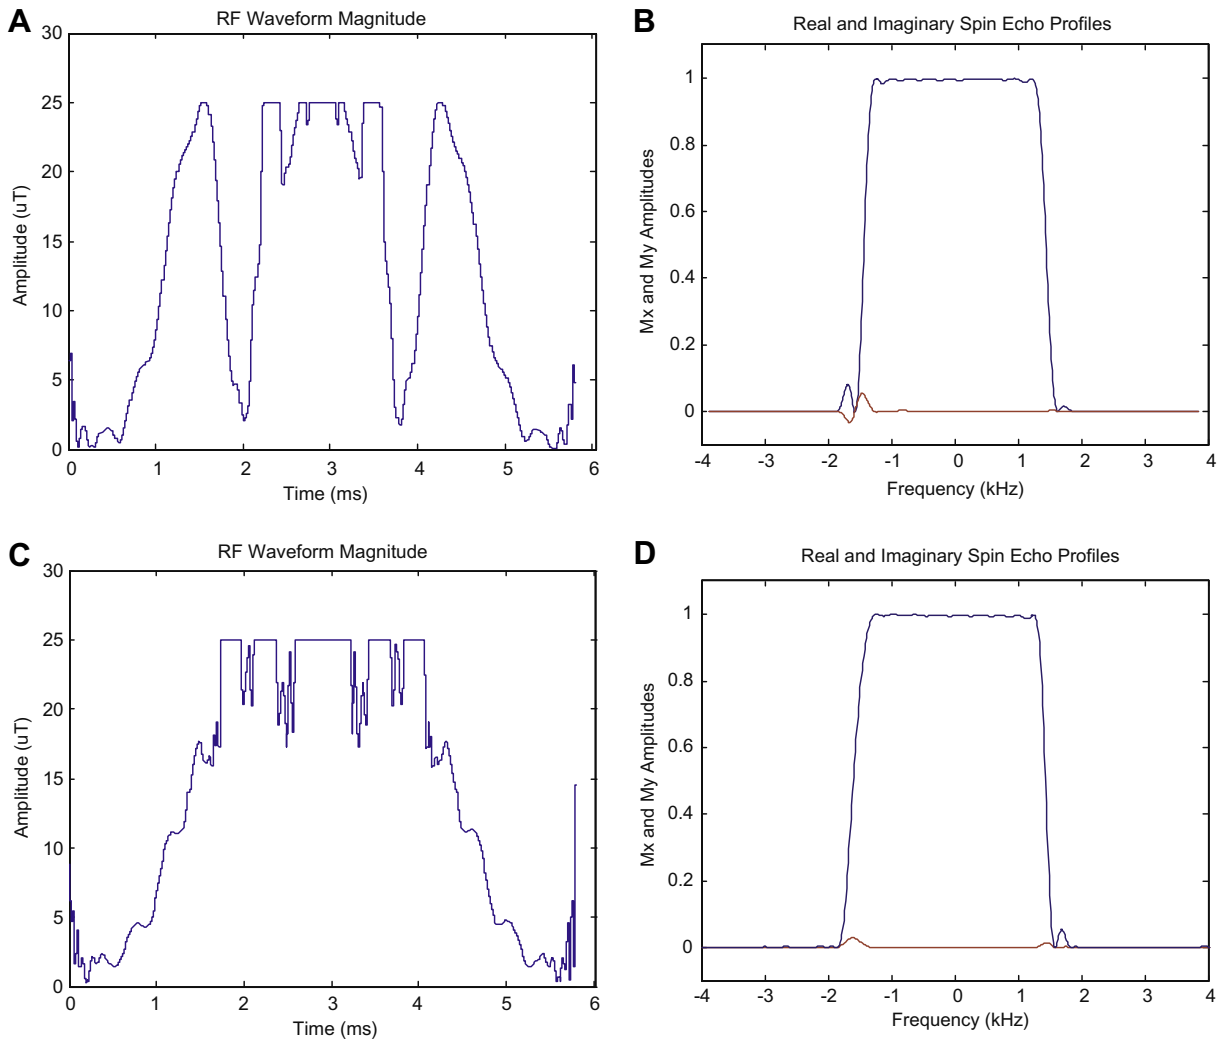 A
RF Waveform Magnitude
30
25
20
15
10
5
0
Amplitude (uT)
0 1 2 3 4 5 6
Time (ms)
B
Real and Imaginary Spin Echo Profiles
1
0.8
0.6
0.4
0.2
0
Mx and My Amplitudes
-4 -3 -2 -1 0 1 2 3 4
Frequency (kHz)
C
RF Waveform Magnitude
30
25
20
15
10
5
0
Amplitude (uT)
0 1 2 3 4 5 6
Time (ms)
D
Real and Imaginary Spin Echo Profiles
1
0.8
0.6
0.4
0.2
0
Mx and My Amplitudes
-4 -3 -2 -1 0 1 2 3 4
Frequency (kHz)